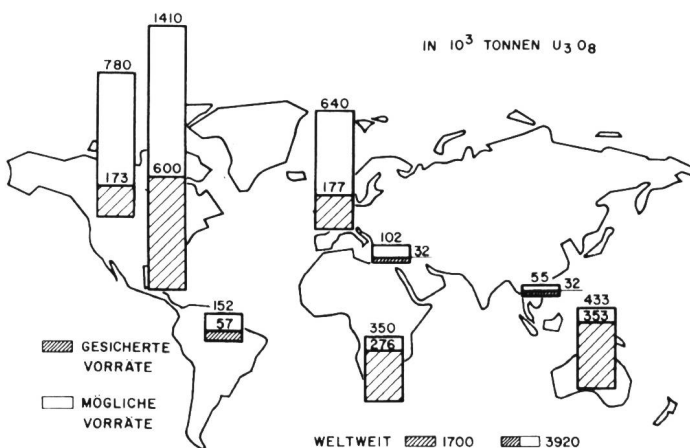 1410
IN 10³ TONNEN U₃O₈
780
640
173
600
177
102
32
55
32
152
57
433
353
350
276
GESICHERTE
VORRÄTE
MÖGLICHE
VORRÄTE
WELTWEIT 1700 3920